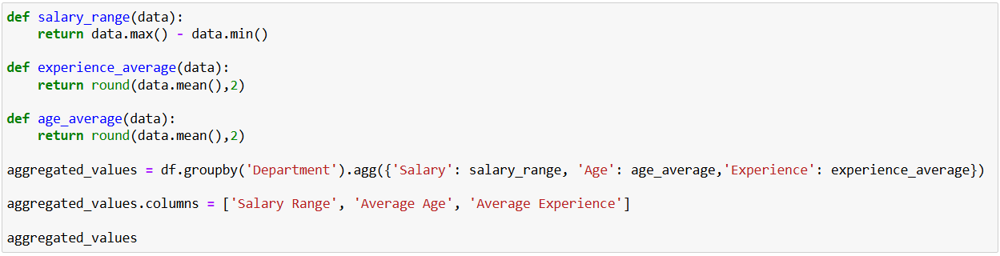 def salary_range(data):
    return data.max() - data.min()
def experience_average(data):
    return round(data.mean(),2)
def age_average(data):
    return round(data.mean(),2)
aggregated_values = df.groupby('Department').agg({'Salary': salary_range, 'Age': age_average,'Experience': experience_average})
aggregated_values.columns = ['Salary Range', 'Average Age', 'Average Experience']
aggregated_values